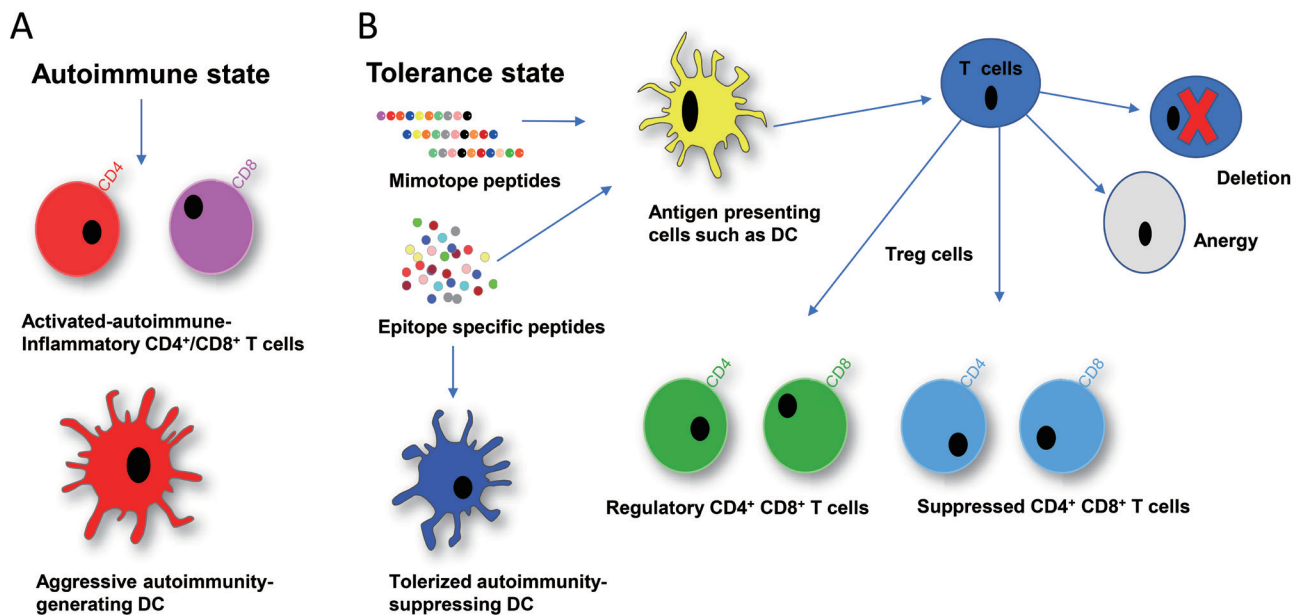 A
Autoimmune state
CD4
CD8
Activated-autoimmune-
Inflammatory CD4⁺/CD8⁺ T cells
Aggressive autoimmunity-
generating DC
B
Tolerance state
Mimotope peptides
Epitope specific peptides
Tolerized autoimmunity-
suppressing DC
Antigen presenting
cells such as DC
T cells
Deletion
Anergy
Treg cells
CD4
CD8
Regulatory CD4⁺ CD8⁺ T cells
CD4
CD8
Suppressed CD4⁺ CD8⁺ T cells